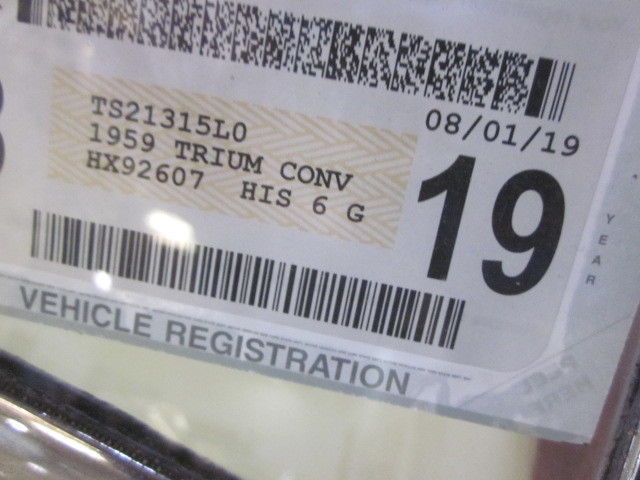 TS21315L0
1959 TRIUM CONV
HX92607 HIS 6 G
08/01/19
19
YEAR
VEHICLE REGISTRATION